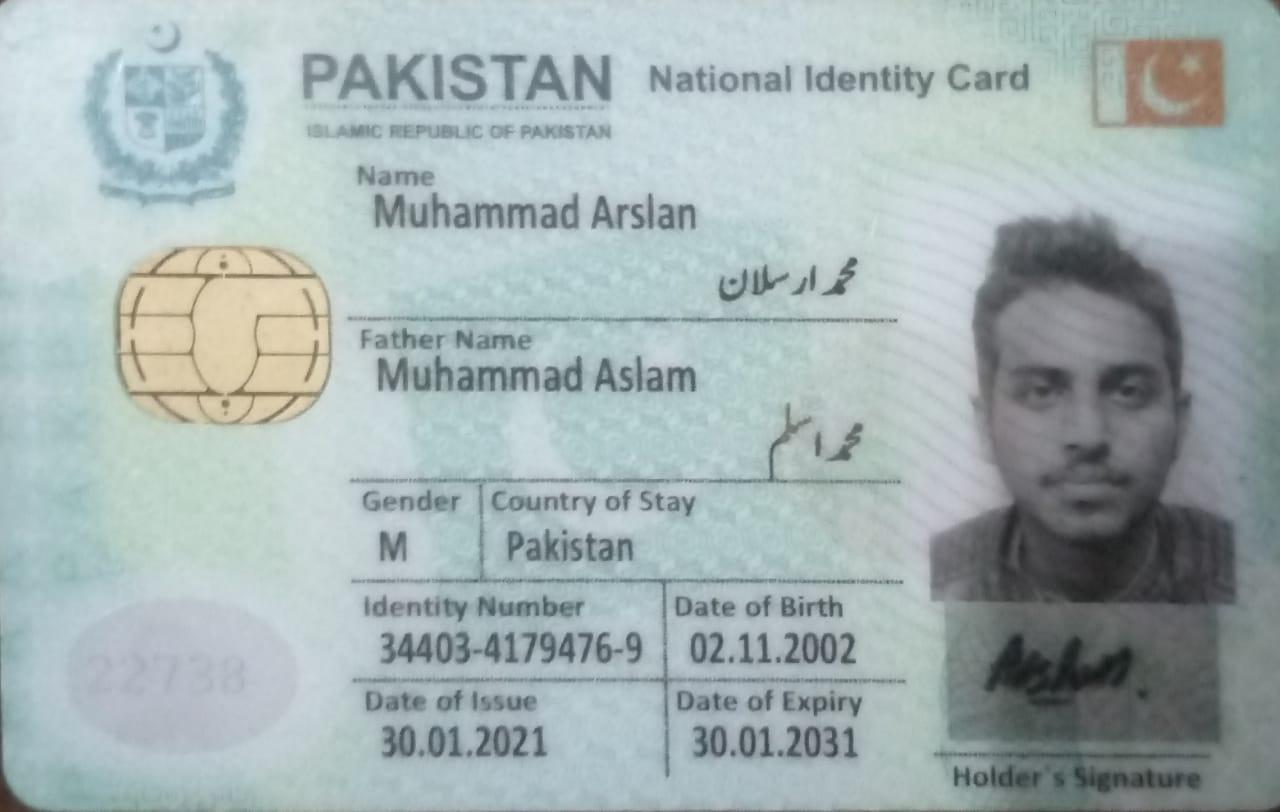 PAKISTAN National Identity Card
ISLAMIC REPUBLIC OF PAKISTAN
Name
Muhammad Arslan
محمد ارسلان
Father Name
Muhammad Aslam
محمد اسلم
Gender Country of Stay
M Pakistan
Identity Number Date of Birth
34403-4179476-9 02.11.2002
22738
Date of Issue Date of Expiry
30.01.2021 30.01.2031
Arslan.
Holder's Signature